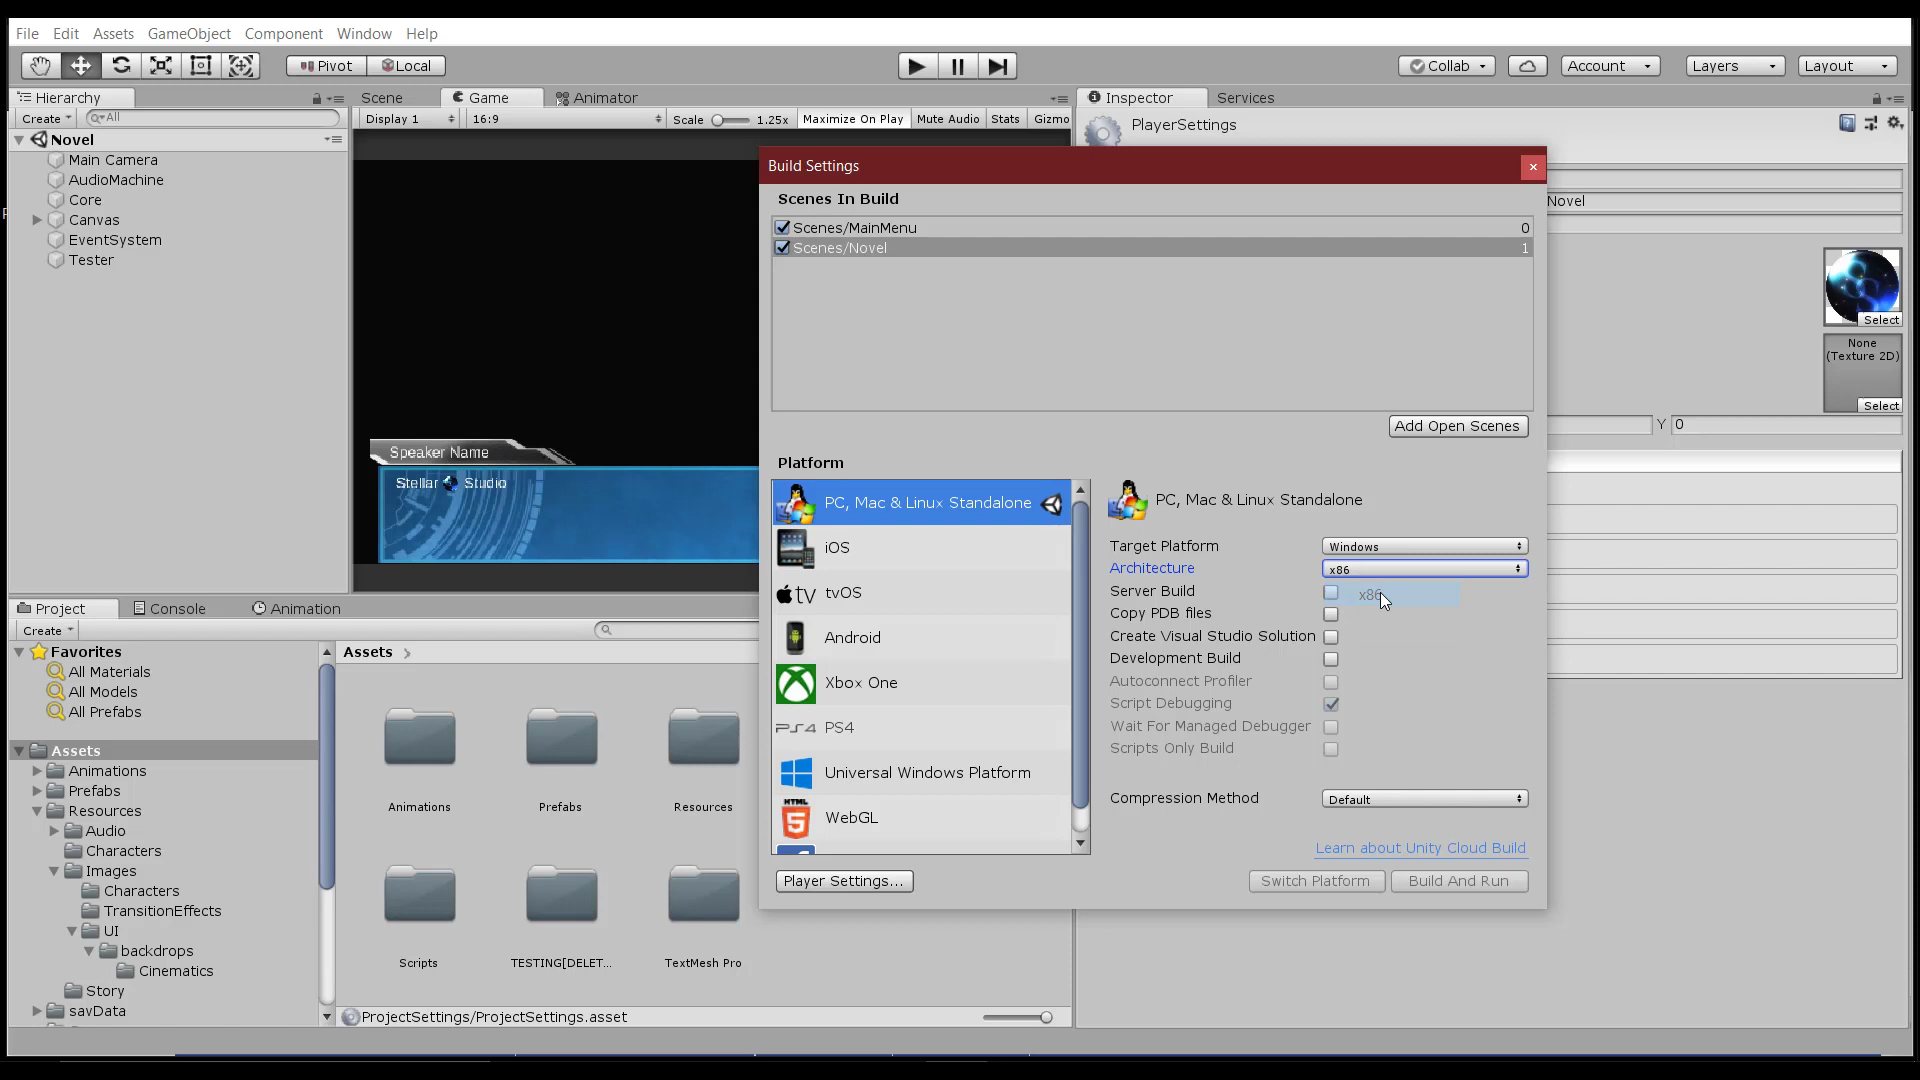 File Edit Assets GameObject Component Window Help
Pivot Local Collab Account Layers Layout
Hierarchy
Create All
Novel
Main Camera
AudioMachine
Core
Canvas
EventSystem
Tester
Scene Game Animator
Display 1 16:9 Scale 1.25x Maximize On Play Mute Audio Stats Gizmo
Speaker Name
Stellar Studio
Inspector Services
PlayerSettings
Novel
Select
None
(Texture 2D)
Select
Y 0
Build Settings
Scenes In Build
Scenes/MainMenu 0
Scenes/Novel 1
Add Open Scenes
Platform
PC, Mac & Linux Standalone
iOS
tvOS
Android
Xbox One
PS4
Universal Windows Platform
HTML
5
WebGL
PC, Mac & Linux Standalone
Target Platform Windows
Architecture x86
Server Build
Copy PDB files
Create Visual Studio Solution
Development Build
Autoconnect Profiler
Script Debugging
Wait For Managed Debugger
Scripts Only Build
Compression Method Default
Learn about Unity Cloud Build
Player Settings... Switch Platform Build And Run
Project Console Animation
Create
Favorites
All Materials
All Models
All Prefabs
Assets
Animations
Prefabs
Resources
Audio
Characters
Images
Characters
TransitionEffects
UI
backdrops
Cinematics
Story
savData
Assets
Animations Prefabs Resources
Scripts TESTING[DELET... TextMesh Pro
ProjectSettings/ProjectSettings.asset